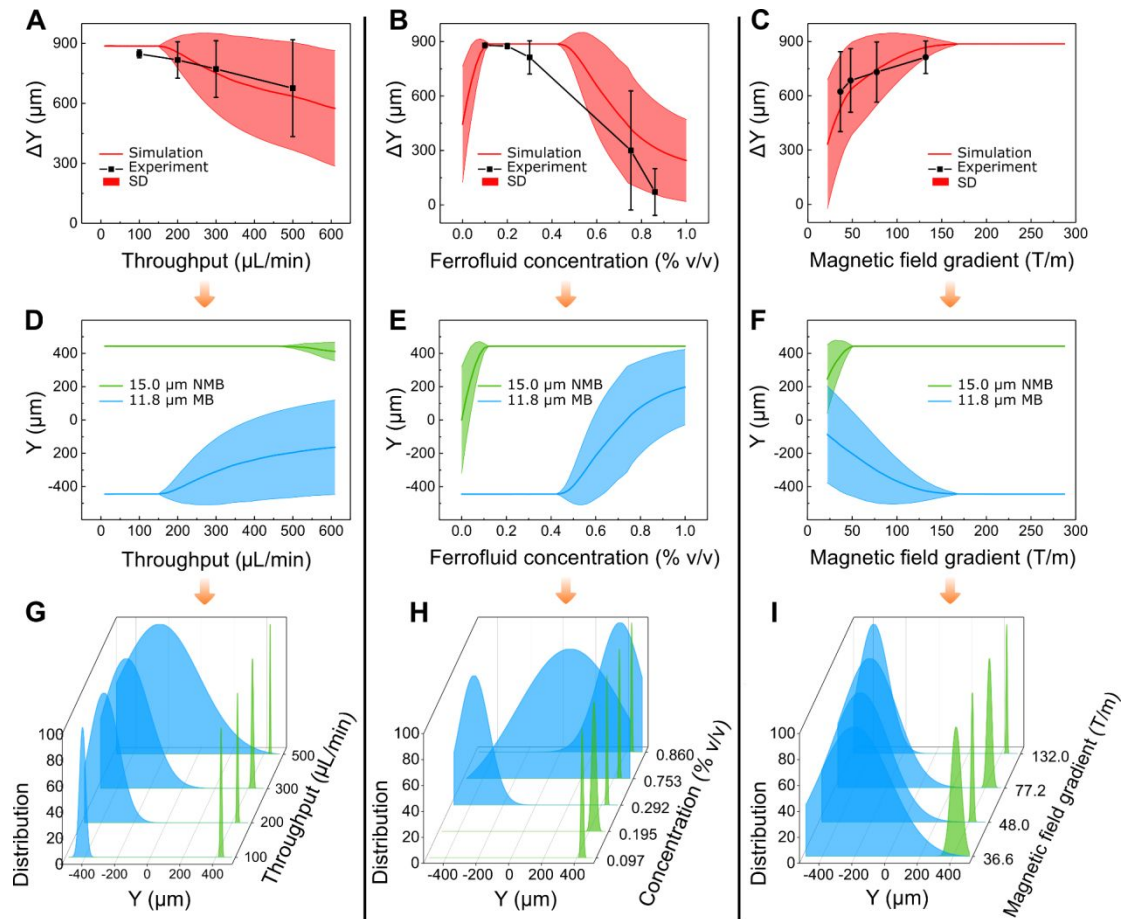 A
ΔY (µm)
900
600
300
0
Simulation
Experiment
SD
0 100 200 300 400 500 600
Throughput (µL/min)
B
ΔY (µm)
900
600
300
0
Simulation
Experiment
SD
0.0 0.2 0.4 0.6 0.8 1.0
Ferrofluid concentration (% v/v)
C
ΔY (µm)
900
600
300
0
Simulation
Experiment
SD
0 50 100 150 200 250 300
Magnetic field gradient (T/m)
D
Y (µm)
400
200
0
-200
-400
15.0 µm NMB
11.8 µm MB
0 100 200 300 400 500 600
Throughput (µL/min)
E
Y (µm)
400
200
0
-200
-400
15.0 µm NMB
11.8 µm MB
0.0 0.2 0.4 0.6 0.8 1.0
Ferrofluid concentration (% v/v)
F
Y (µm)
400
200
0
-200
-400
15.0 µm NMB
11.8 µm MB
0 50 100 150 200 250 300
Magnetic field gradient (T/m)
G
Distribution
100
80
60
40
20
0
-400 -200 0 200 400
Y (µm)
500
300
200
100
Throughput (µL/min)
H
Distribution
100
80
60
40
20
0
-400 -200 0 200 400
Y (µm)
0.860
0.753
0.292
0.195
0.097
Concentration (% v/v)
I
Distribution
100
80
60
40
20
0
-400 -200 0 200 400
Y (µm)
132.0
77.2
48.0
36.6
Magnetic field gradient (T/m)